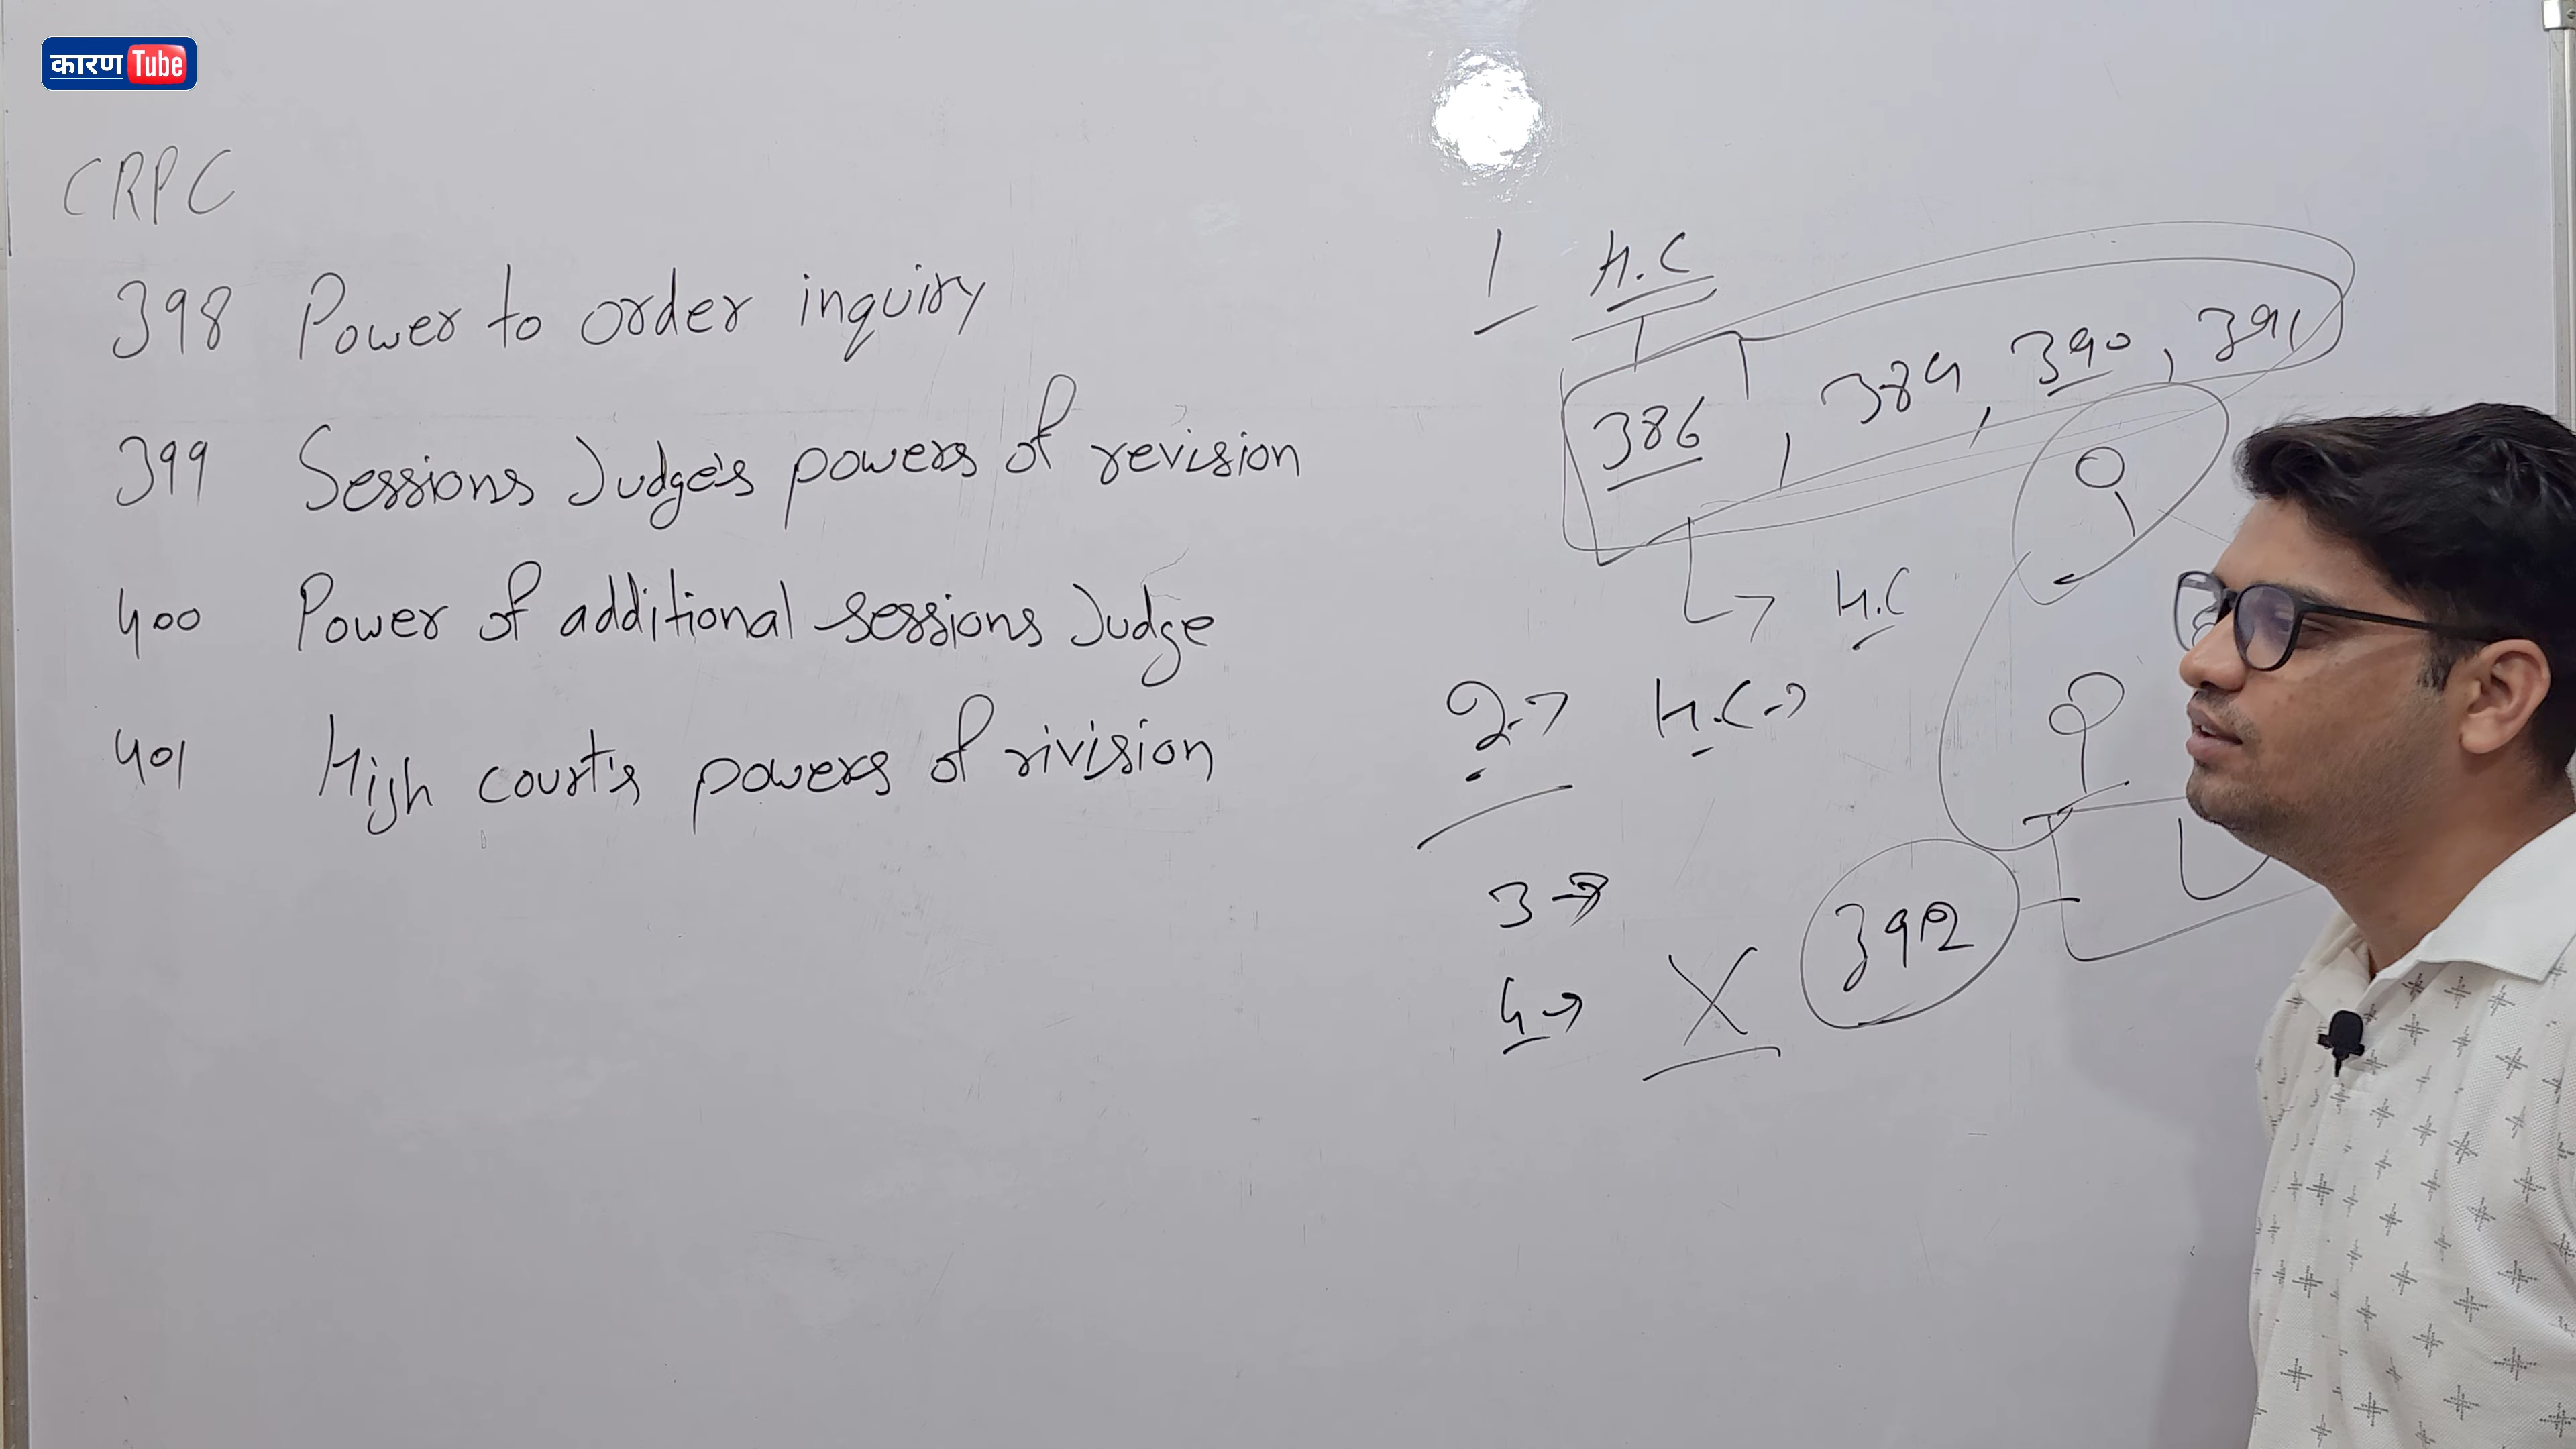 कारण Tube
CRPC
398 Power to order inquiry
399 Sessions Judge's powers of revision
400 Power of additional sessions Judge
401 High court's powers of rivision
1 H.C
386, 389, 390, 391
H.C
2.→ H.C→
3→
4→ X 392